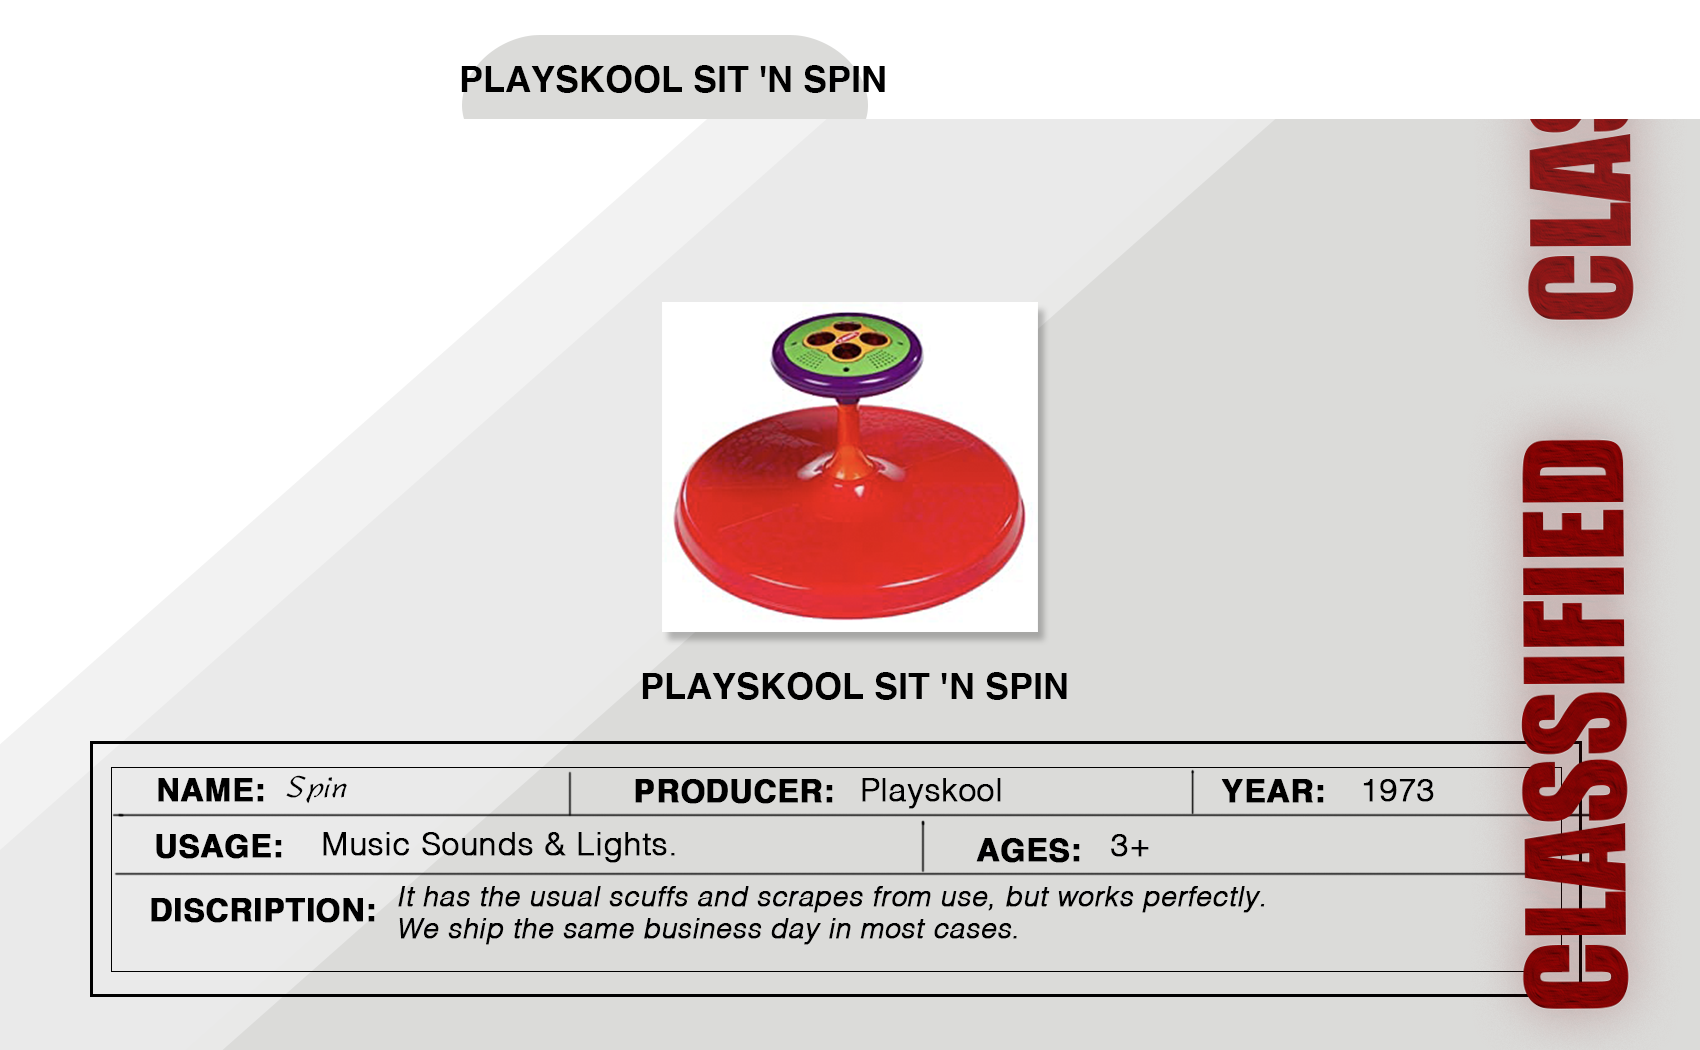 PLAYSKOOL SIT 'N SPIN
CLAS
PLAYSKOOL SIT 'N SPIN
NAME: Spin PRODUCER: Playskool YEAR: 1973
USAGE: Music Sounds & Lights. AGES: 3+
DISCRIPTION: It has the usual scuffs and scrapes from use, but works perfectly.
We ship the same business day in most cases.
CLASSIFIED